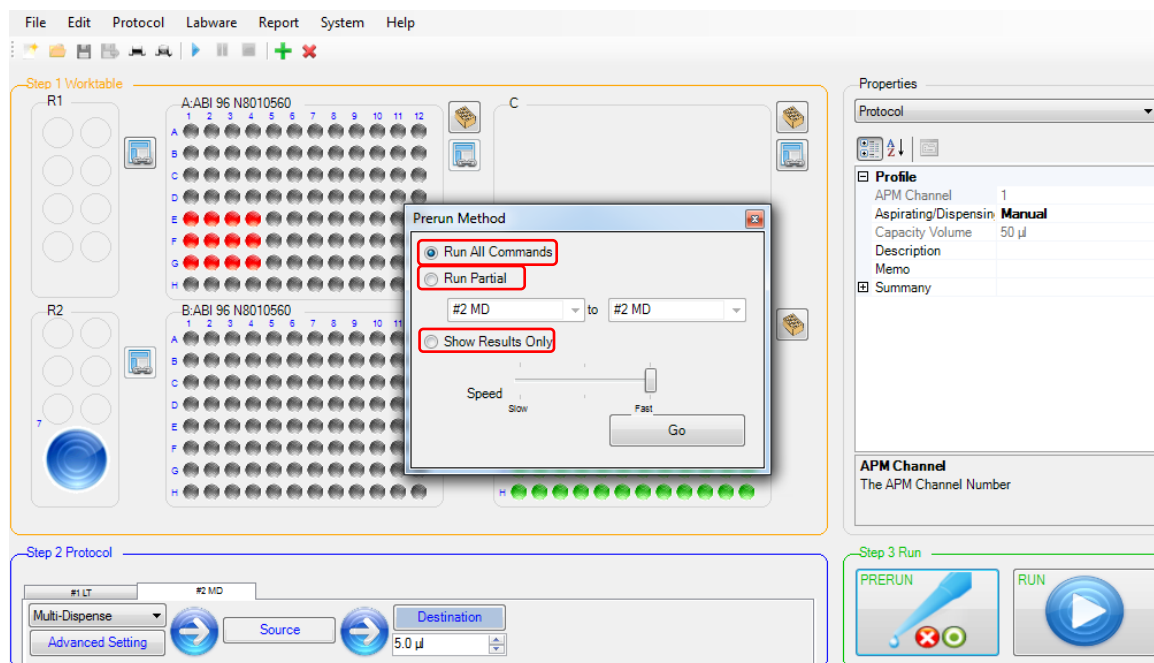 File Edit Protocol Labware Report System Help
Step 1 Worktable
R1
A:ABI 96 N8010560
1 2 3 4 5 6 7 8 9 10 11 12
A
B
C
D
E
F
G
H
C
R2
7
B:ABI 96 N8010560
1 2 3 4 5 6 7 8 9 10 11
A
B
C
D
E
F
G
H
H
Prerun Method
Run All Commands
Run Partial
#2 MD to #2 MD
Show Results Only
Speed
Slow Fast
Go
Properties
Protocol
Profile
APM Channel 1
Aspirating/Dispensin Manual
Capacity Volume 50 µl
Description
Memo
Summany
APM Channel
The APM Channel Number
Step 2 Protocol
#1 LT #2 MD
Multi-Dispense
Advanced Setting
Source
Destination
5.0 µl
Step 3 Run
PRERUN
RUN